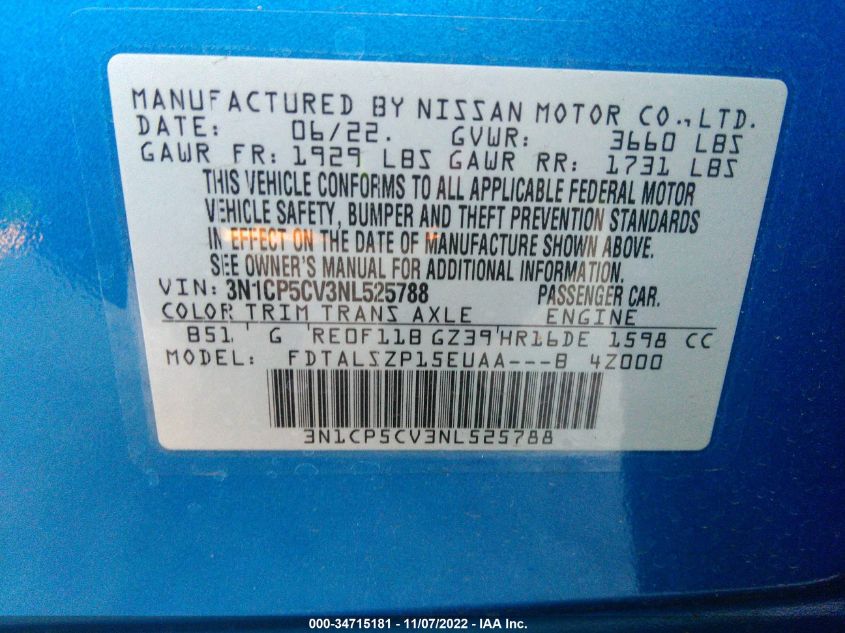 MANUFACTURED BY NISSAN MOTOR CO., LTD.
DATE: 06/22. GVWR: 3660 LBS
GAWR FR: 1929 LBS GAWR RR: 1731 LBS
THIS VEHICLE CONFORMS TO ALL APPLICABLE FEDERAL MOTOR
VEHICLE SAFETY, BUMPER AND THEFT PREVENTION STANDARDS
IN EFFECT ON THE DATE OF MANUFACTURE SHOWN ABOVE.
SEE OWNER'S MANUAL FOR ADDITIONAL INFORMATION.
VIN: 3N1CP5CV3NL525788 PASSENGER CAR.
COLOR TRIM TRANS AXLE ENGINE
B51 G RE0F11B GZ39 HR16DE 1598 CC
MODEL: FDTALSZP15EUAA---B 4Z000
3N1CP5CV3NL525788
000-34715181 - 11/07/2022 - IAA Inc.